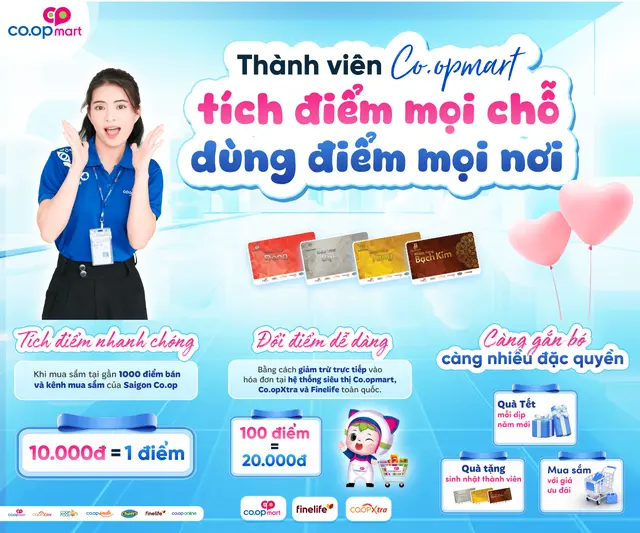 co.opmart
Thành viên Co.opmart
tích điểm mọi chỗ
dùng điểm mọi nơi
Bạch Kim
Tích điểm nhanh chóng
Khi mua sắm tại gần 1000 điểm bán
và kênh mua sắm của Saigon Co.op
10.000đ = 1 điểm
Đổi điểm dễ dàng
Bằng cách giảm trừ trực tiếp vào
hóa đơn tại hệ thống siêu thị Co.opmart,
Co.opXtra và Finelife toàn quốc.
100 điểm
=
20.000đ
Càng gắn bó
càng nhiều đặc quyền
Quà Tết
mỗi dịp
năm mới
Quà tặng
sinh nhật thành viên
Mua sắm
với giá
ưu đãi
co.opmart finelife co.opXtra